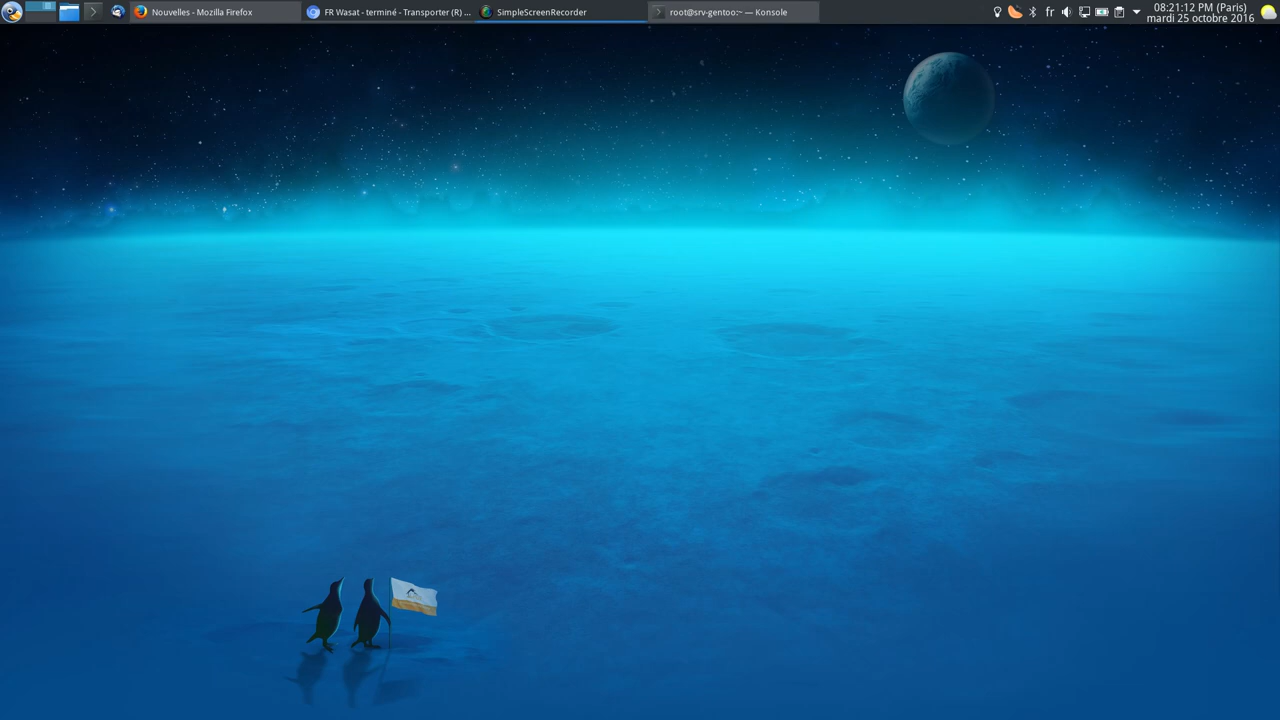 Nouvelles - Mozilla Firefox
FR Wasat - terminé - Transporter (R) ...
SimpleScreenRecorder
root@srv-gentoo:~ — Konsole
fr
08:21:12 PM (Paris)
mardi 25 octobre 2016